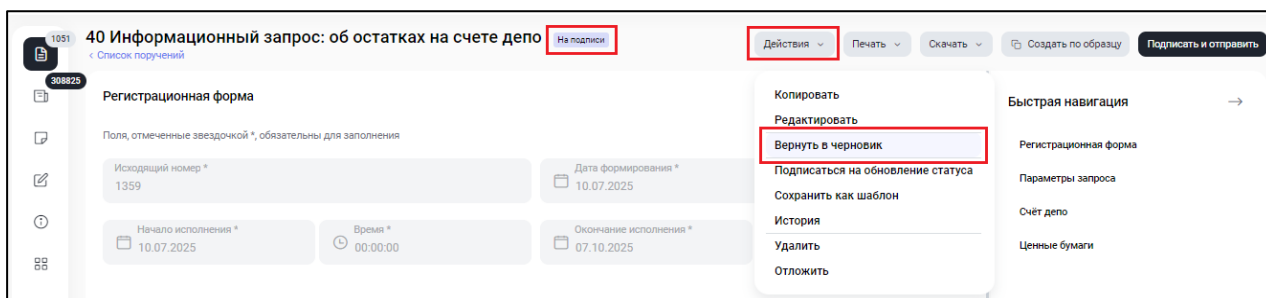 1051
40 Информационный запрос: об остатках на счете депо На подписи
Действия Печать Скачать Создать по образцу Подписать и отправить
< Список поручений
308825
Регистрационная форма
Поля, отмеченные звездочкой *, обязательны для заполнения
Исходящий номер *
1359
Дата формирования *
10.07.2025
Начало исполнения *
10.07.2025
Время *
00:00:00
Окончание исполнения *
07.10.2025
Копировать
Редактировать
Вернуть в черновик
Подписаться на обновление статуса
Сохранить как шаблон
История
Удалить
Отложить
Быстрая навигация
Регистрационная форма
Параметры запроса
Счёт депо
Ценные бумаги